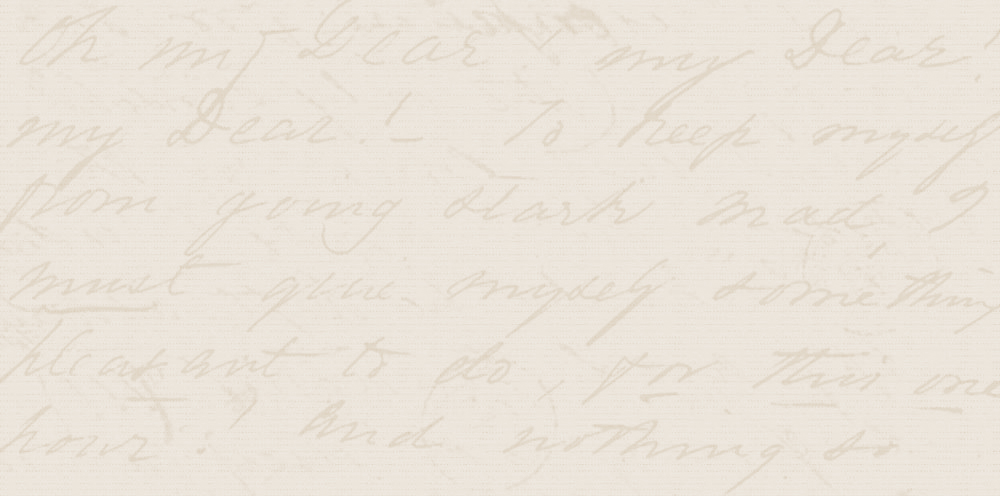 Oh my Dear! my Dear!
my Dear! – To keep myself
from going stark mad I
must give myself something
pleasant to do, for this one
hour! And nothing so